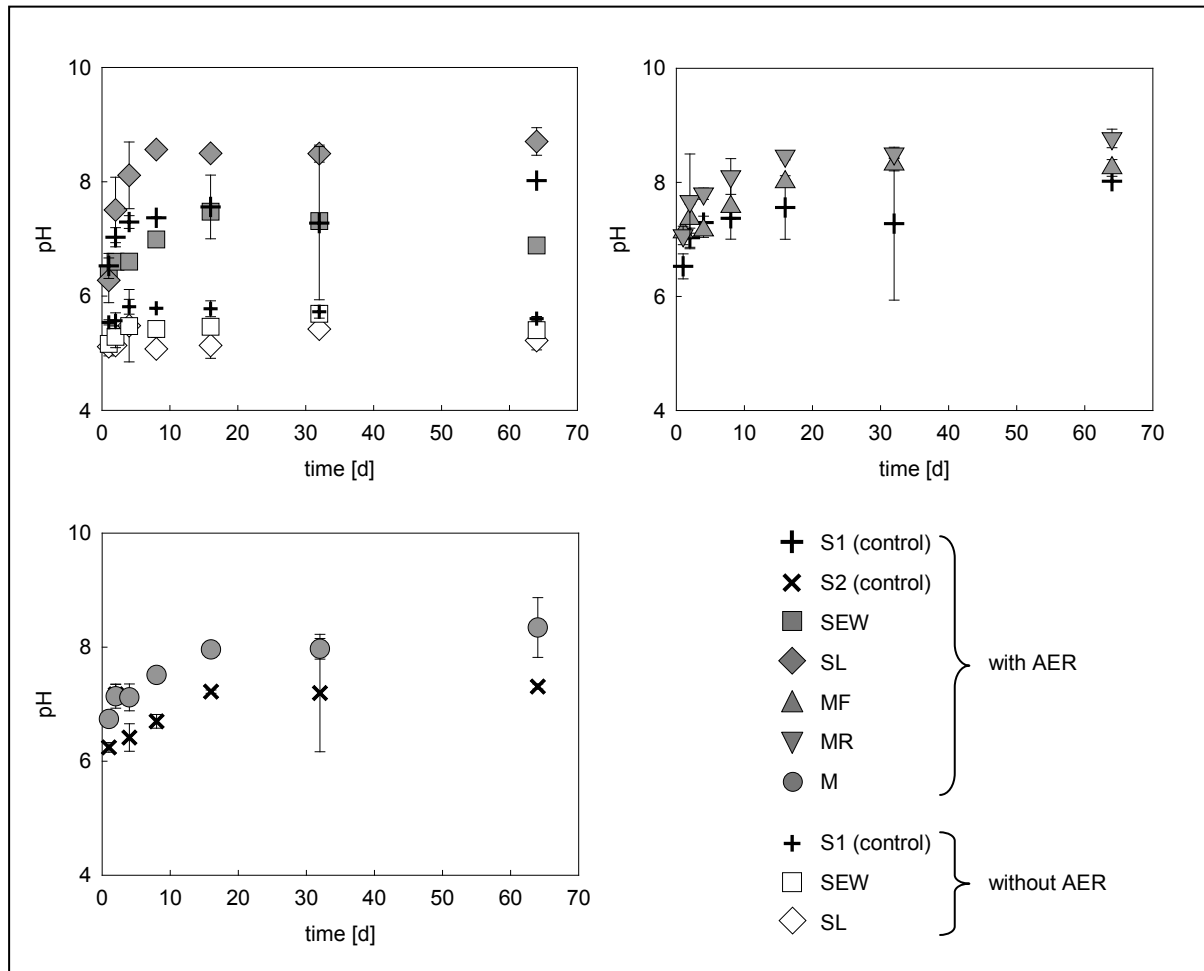 10
8
6
4
pH
0 10 20 30 40 50 60 70
time [d]
10
8
6
4
pH
0 10 20 30 40 50 60 70
time [d]
10
8
6
4
pH
0 10 20 30 40 50 60 70
time [d]
S1 (control)
S2 (control)
SEW
SL
MF
MR
M
with AER
S1 (control)
SEW
SL
without AER